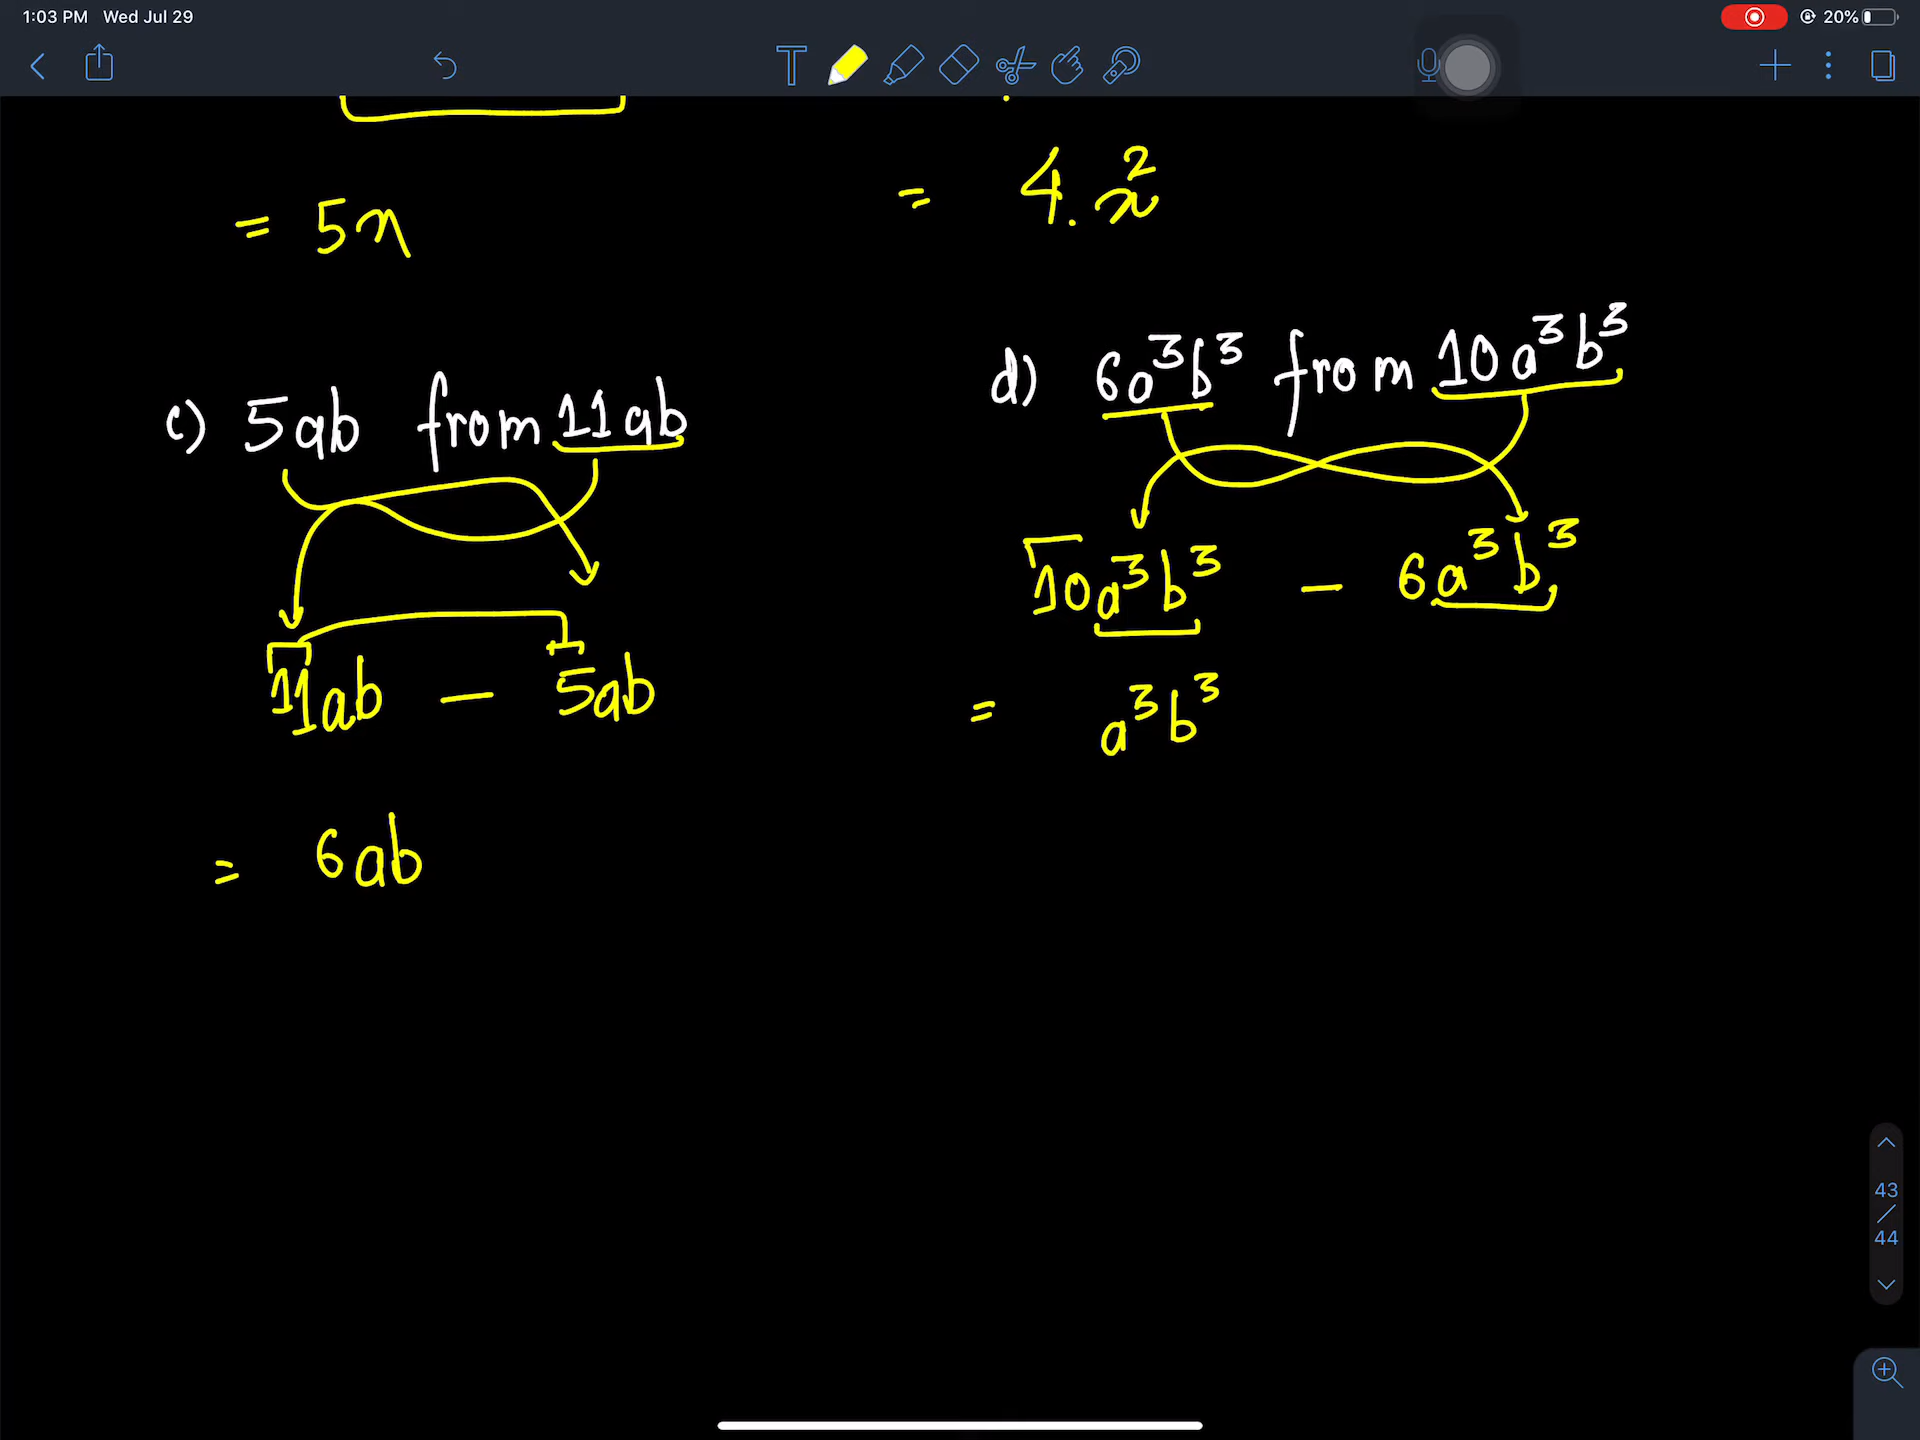 1:03 PM Wed Jul 29
20%
= 5x
= 4.x²
c) 5ab from 11ab
11ab — 5ab
= 6ab
d) 6a³b³ from 10a³b³
10a³b³ — 6a³b³
= a³b³
43
/
44